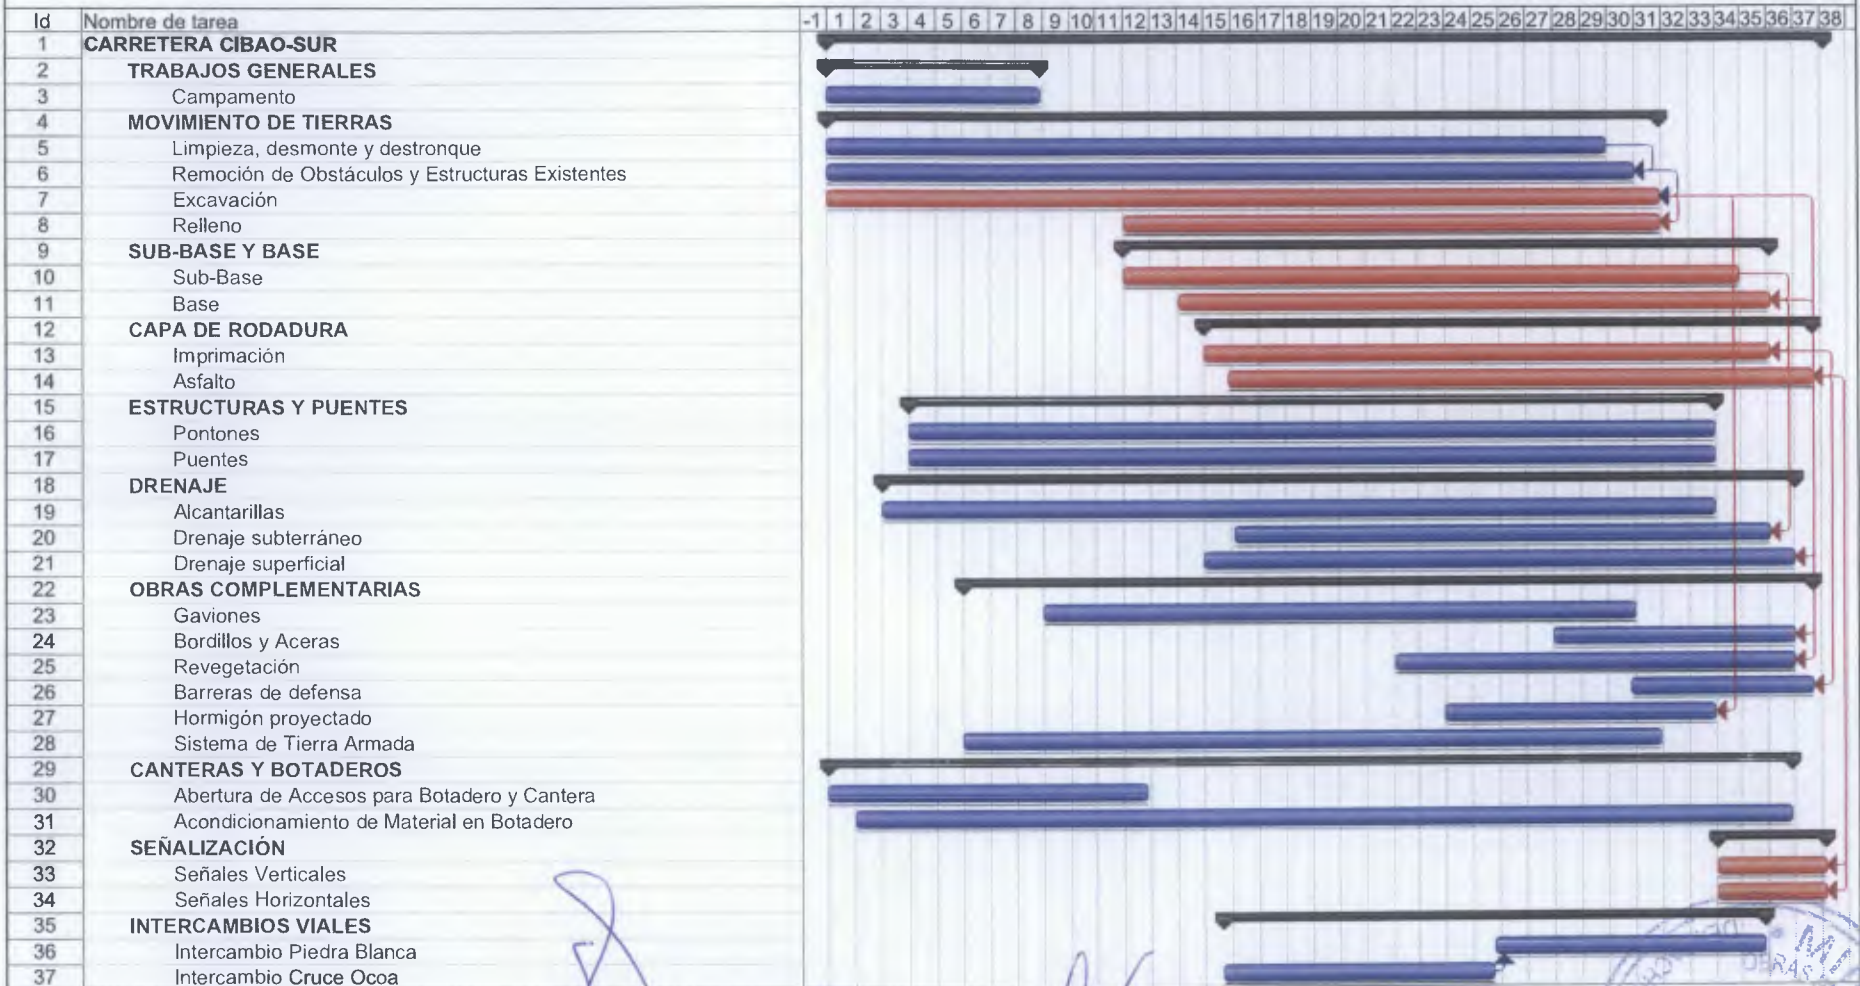 Id Nombre de tarea -1 1 2 3 4 5 6 7 8 9 10 11 12 13 14 15 16 17 18 19 20 21 22 23 24 25 26 27 28 29 30 31 32 33 34 35 36 37 38
1 CARRETERA CIBAO-SUR
2 TRABAJOS GENERALES
3 Campamento
4 MOVIMIENTO DE TIERRAS
5 Limpieza, desmonte y destronque
6 Remoción de Obstáculos y Estructuras Existentes
7 Excavación
8 Relleno
9 SUB-BASE Y BASE
10 Sub-Base
11 Base
12 CAPA DE RODADURA
13 Imprimación
14 Asfalto
15 ESTRUCTURAS Y PUENTES
16 Pontones
17 Puentes
18 DRENAJE
19 Alcantarillas
20 Drenaje subterráneo
21 Drenaje superficial
22 OBRAS COMPLEMENTARIAS
23 Gaviones
24 Bordillos y Aceras
25 Revegetación
26 Barreras de defensa
27 Hormigón proyectado
28 Sistema de Tierra Armada
29 CANTERAS Y BOTADEROS
30 Abertura de Accesos para Botadero y Cantera
31 Acondicionamiento de Material en Botadero
32 SEÑALIZACIÓN
33 Señales Verticales
34 Señales Horizontales
35 INTERCAMBIOS VIALES
36 Intercambio Piedra Blanca
37 Intercambio Cruce Ocoa
OBRAS